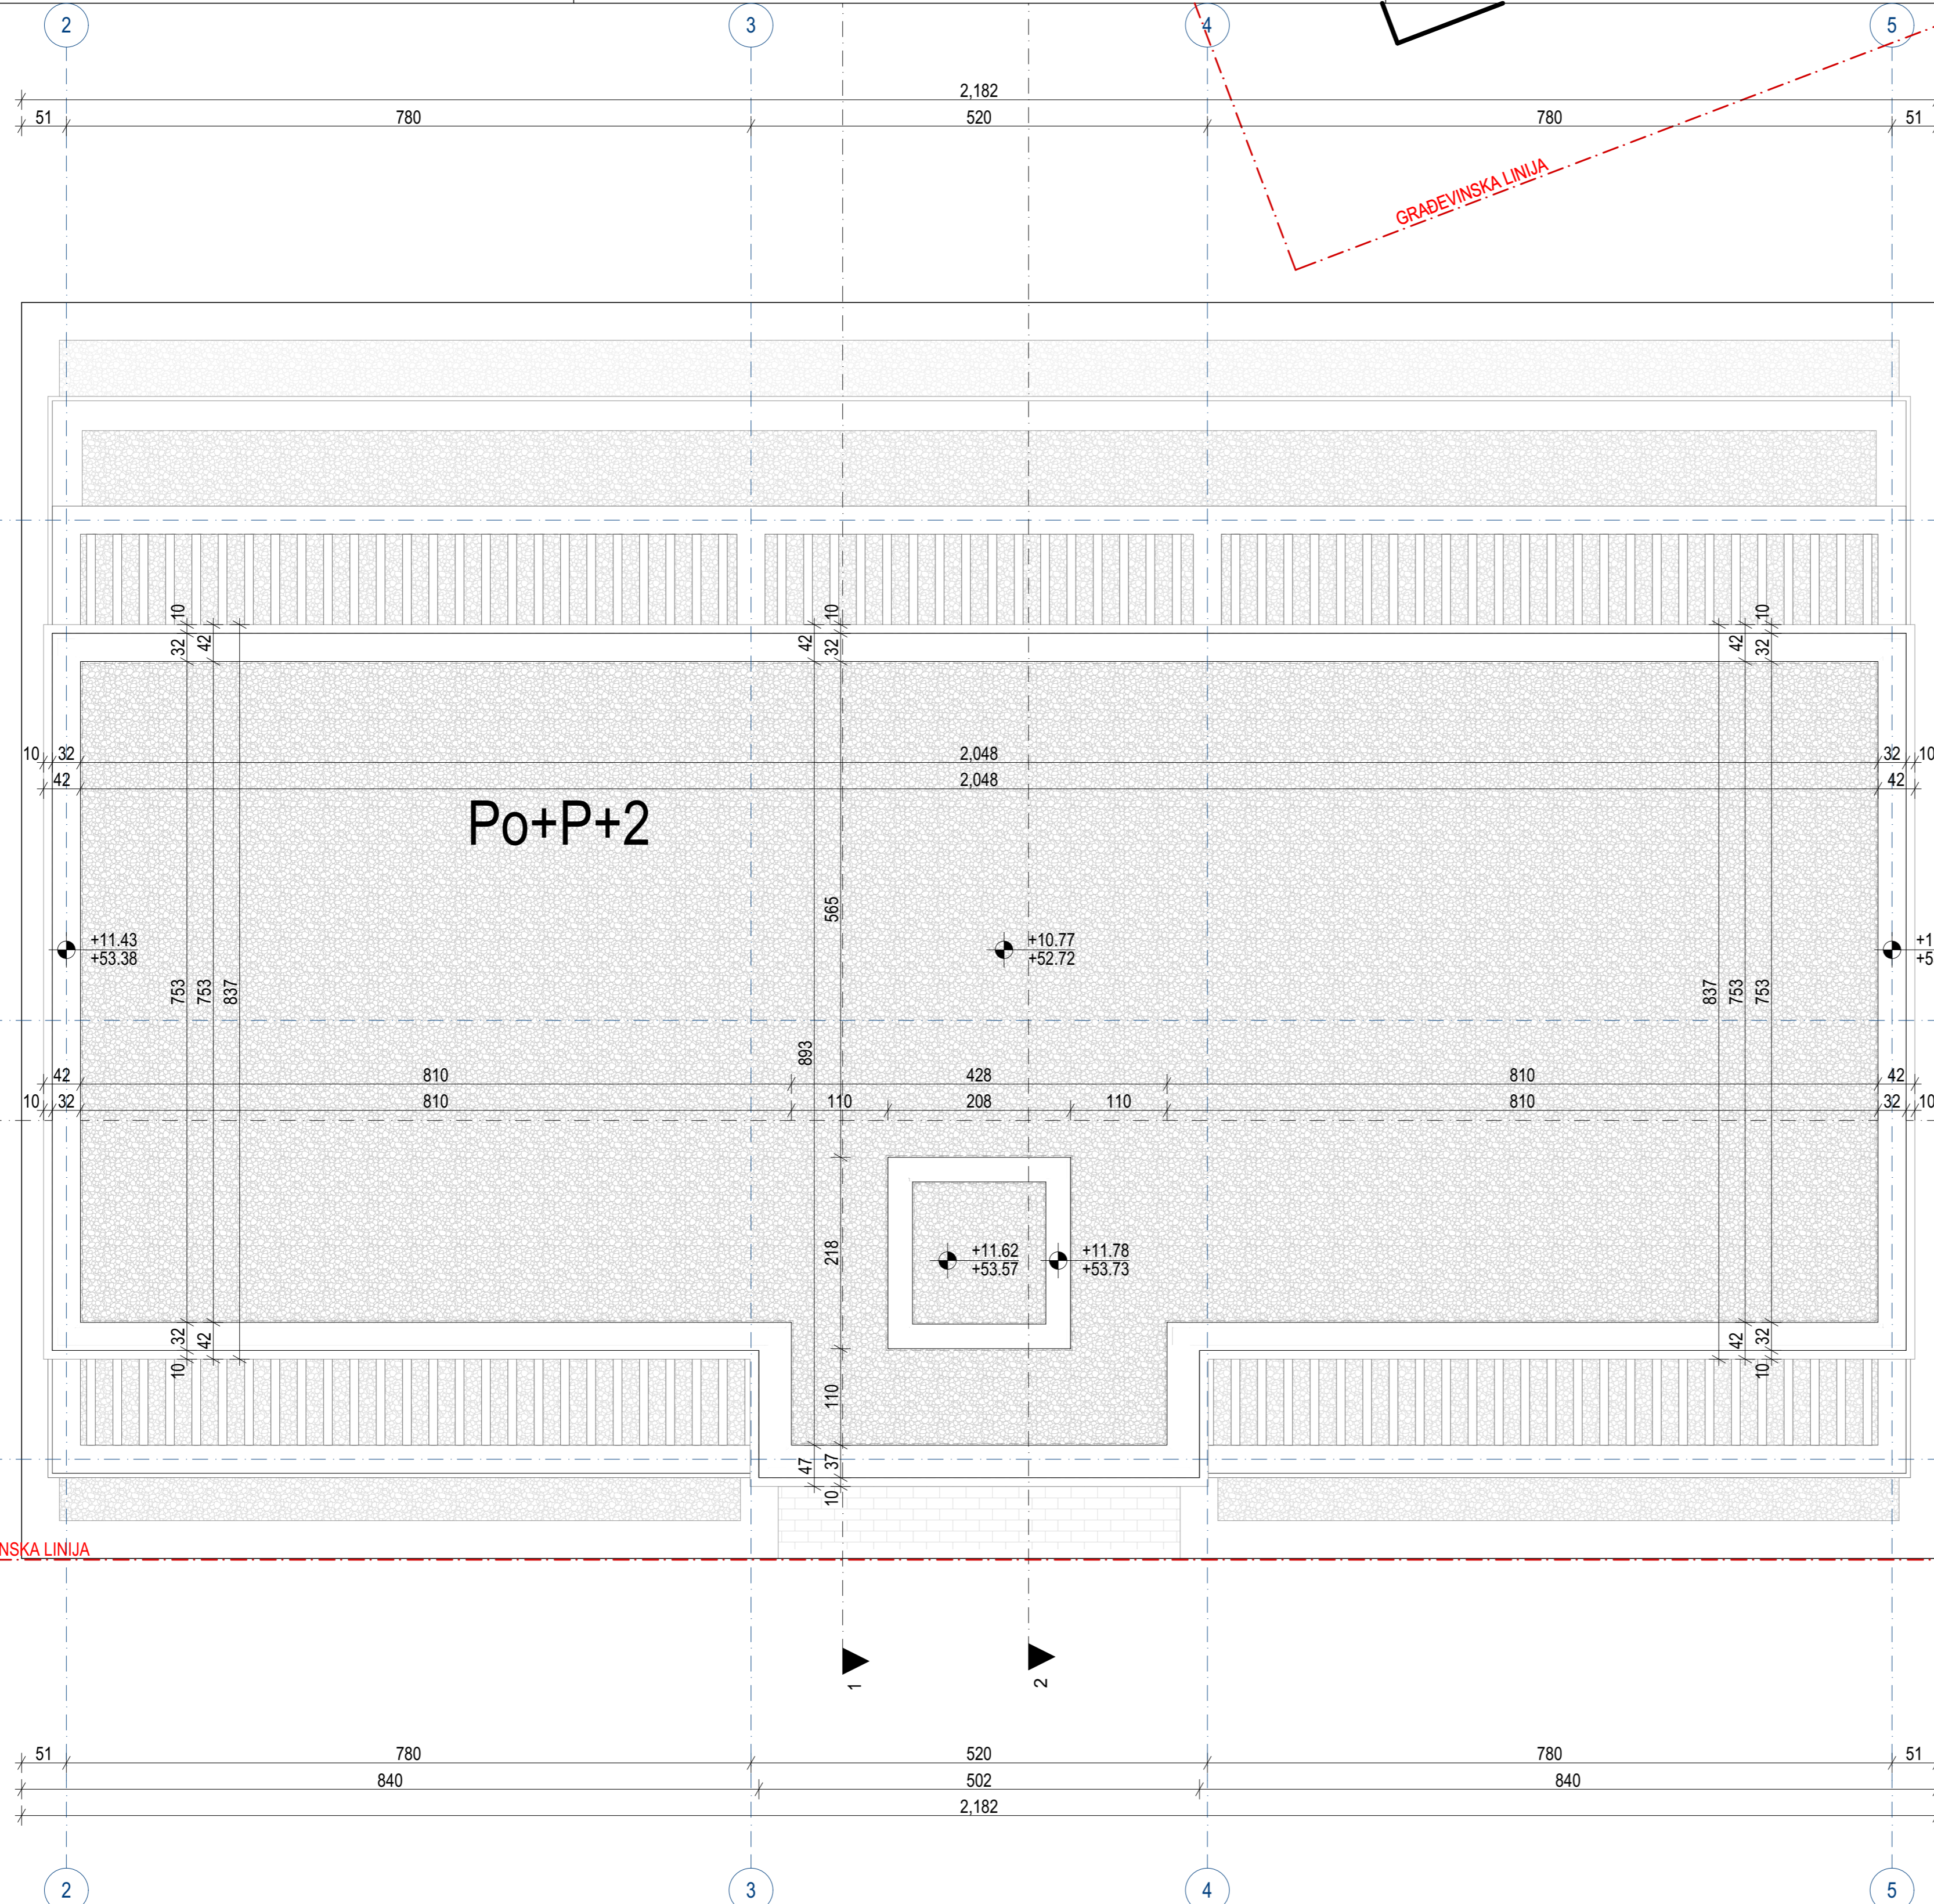 2 3 4 5
2,182
51 780 520 780 51
GRAĐEVINSKA LINIJA
10 10 10
32 42 42 32 42 32
10 32 2,048 32 10
42 2,048 42
Po+P+2
565
+11.43 +10.77 +1
+53.38 +52.72 +5
753 753 837 837 753 753
893
42 810 428 810 42
10 32 810 110 208 110 810 32 10
218
+11.62 +11.78
+53.57 +53.73
32 42 42 32
10 10
110
47 37
10
NSKA LINIJA
1 2
51 780 520 780 51
840 502 840
2,182
2 3 4 5